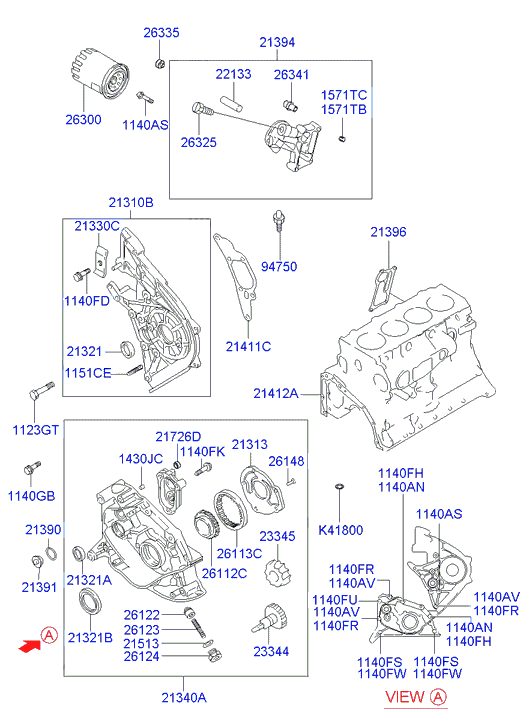 26335
21394
22133
26341
1571TC
1571TB
26300
1140AS
26325
21310B
21330C
94750
21396
1140FD
21321
1151CE
21411C
21412A
1123GT
21726D
21313
1430JC
1140FK
26148
1140GB
1140FH
1140AN
K41800
1140AS
21390
21391
21321A
26113C
26112C
23345
21321B
26122
26123
21513
26124
23344
21340A
1140FR
1140AV
1140FU
1140AV
1140FR
1140AV
1140FR
1140AN
1140FH
1140FS
1140FW
1140FS
1140FW
A
VIEW A